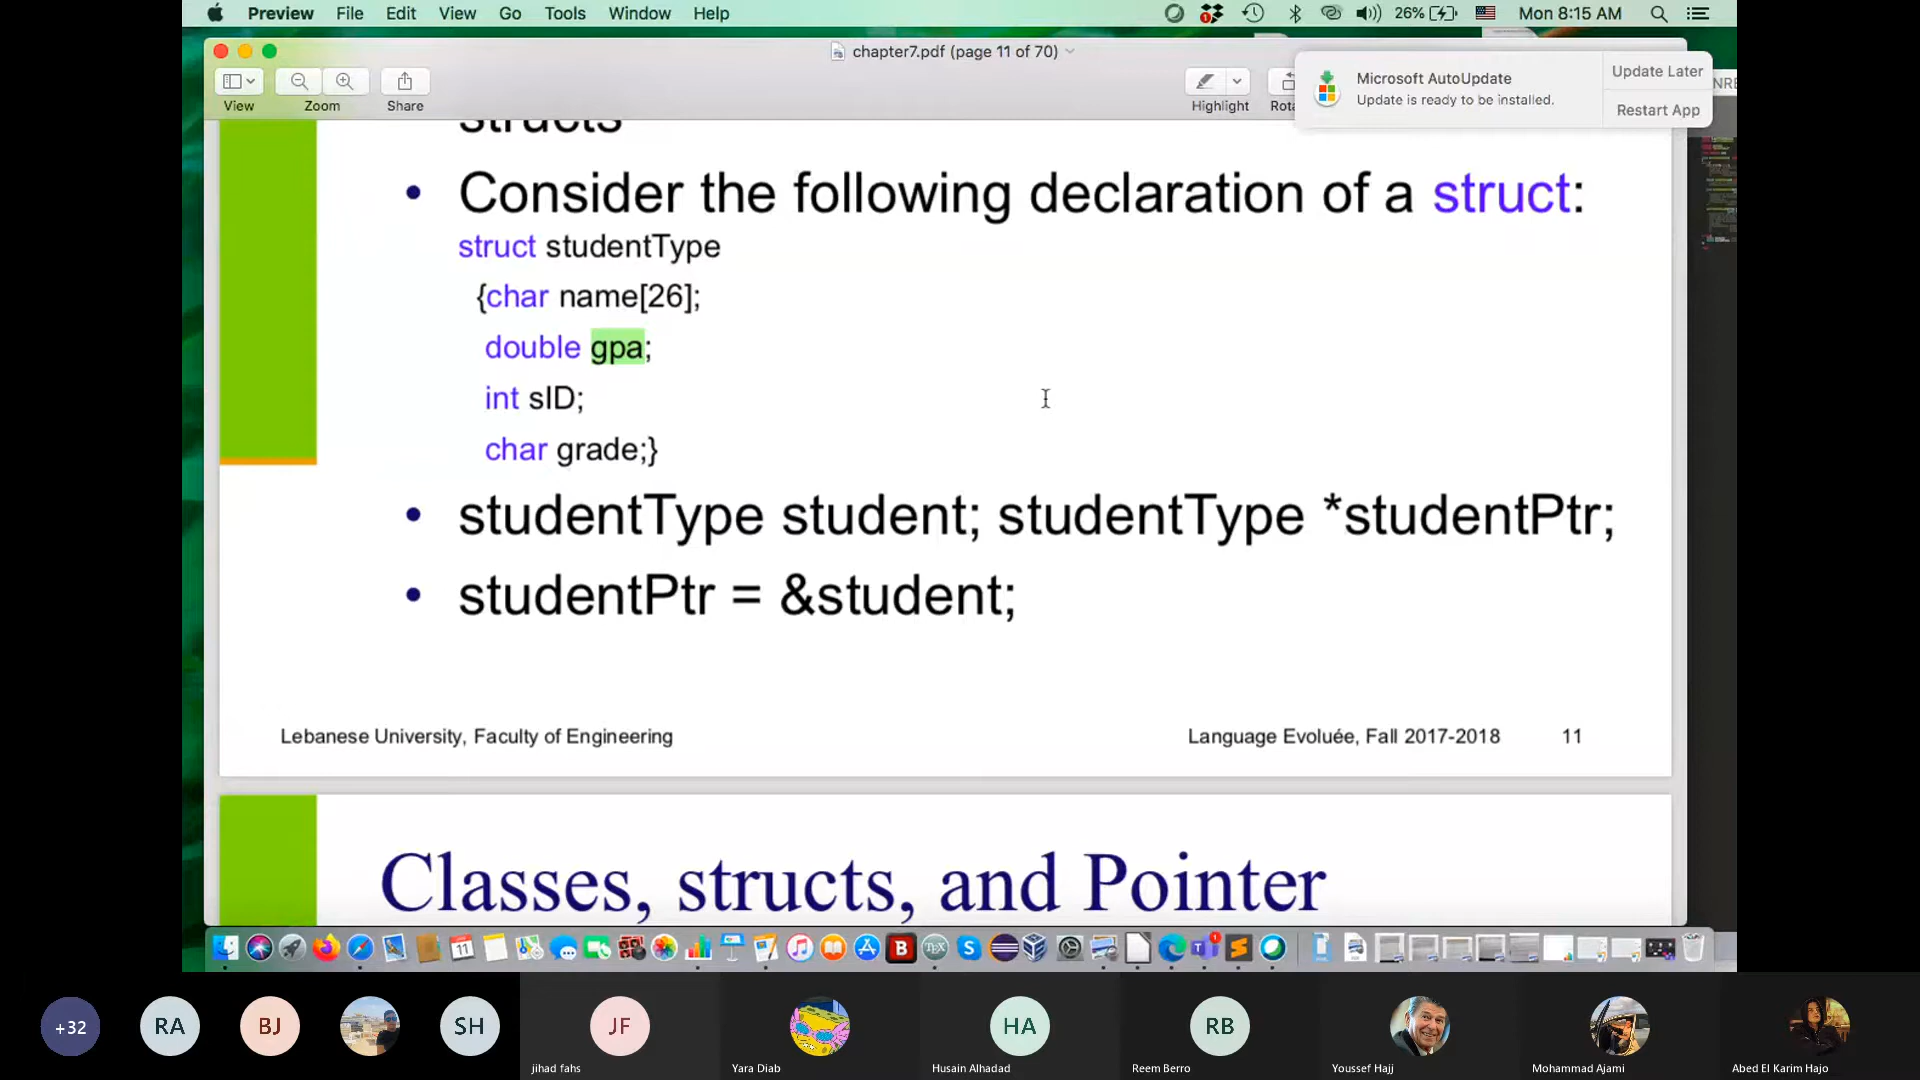 Preview File Edit View Go Tools Window Help
26% Mon 8:15 AM
chapter7.pdf (page 11 of 70)
View Zoom Share Highlight
Microsoft AutoUpdate
Update is ready to be installed.
Update Later
Restart App
structs
• Consider the following declaration of a struct:
struct studentType
{char name[26];
double gpa;
int sID;
char grade;}
• studentType student; studentType *studentPtr;
• studentPtr = &student;
Lebanese University, Faculty of Engineering Language Evoluée, Fall 2017-2018 11
Classes, structs, and Pointer
+32 RA BJ SH JF HA RB
jihad fahs Yara Diab Husain Alhadad Reem Berro Youssef Hajj Mohammad Ajami Abed El Karim Hajo